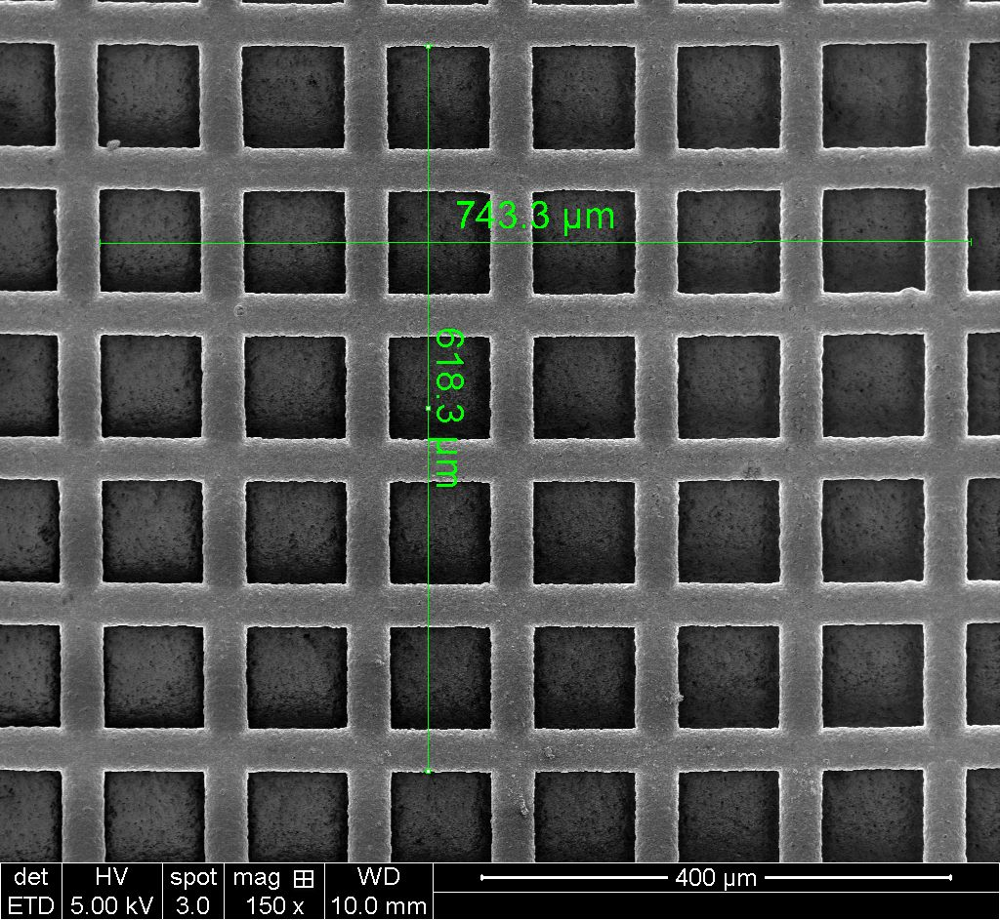 743.3 µm
618.3 µm
det HV spot mag WD
ETD 5.00 kV 3.0 150 x 10.0 mm
400 µm